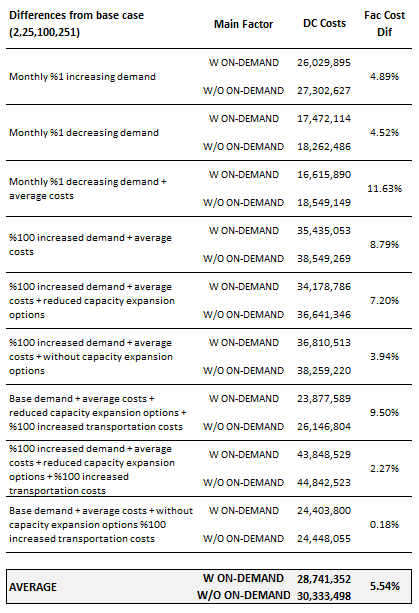 Differences from base case Main Factor DC Costs Fac Cost
(2,25,100,251) Dif
Monthly %1 increasing demand W ON-DEMAND 26,029,895 4.89%
W/O ON-DEMAND 27,302,627
Monthly %1 decreasing demand W ON-DEMAND 17,472,114 4.52%
W/O ON-DEMAND 18,262,486
Monthly %1 decreasing demand + W ON-DEMAND 16,615,890 11.63%
average costs W/O ON-DEMAND 18,549,149
%100 increased demand + average W ON-DEMAND 35,435,053 8.79%
costs W/O ON-DEMAND 38,549,269
%100 increased demand + average W ON-DEMAND 34,178,786 7.20%
costs + reduced capacity expansion
options W/O ON-DEMAND 36,641,346
%100 increased demand + average W ON-DEMAND 36,810,513 3.94%
costs + without capacity expansion
options W/O ON-DEMAND 38,259,220
Base demand + average costs + W ON-DEMAND 23,877,589 9.50%
reduced capacity expansion options +
%100 increased transportation costs W/O ON-DEMAND 26,146,804
%100 increased demand + average W ON-DEMAND 43,848,529 2.27%
costs + reduced capacity expansion
options + %100 increased W/O ON-DEMAND 44,842,523
transportation costs
Base demand + average costs + without W ON-DEMAND 24,403,800 0.18%
capacity expansion options %100
increased transportation costs W/O ON-DEMAND 24,448,055
AVERAGE W ON-DEMAND 28,741,352 5.54%
W/O ON-DEMAND 30,333,498